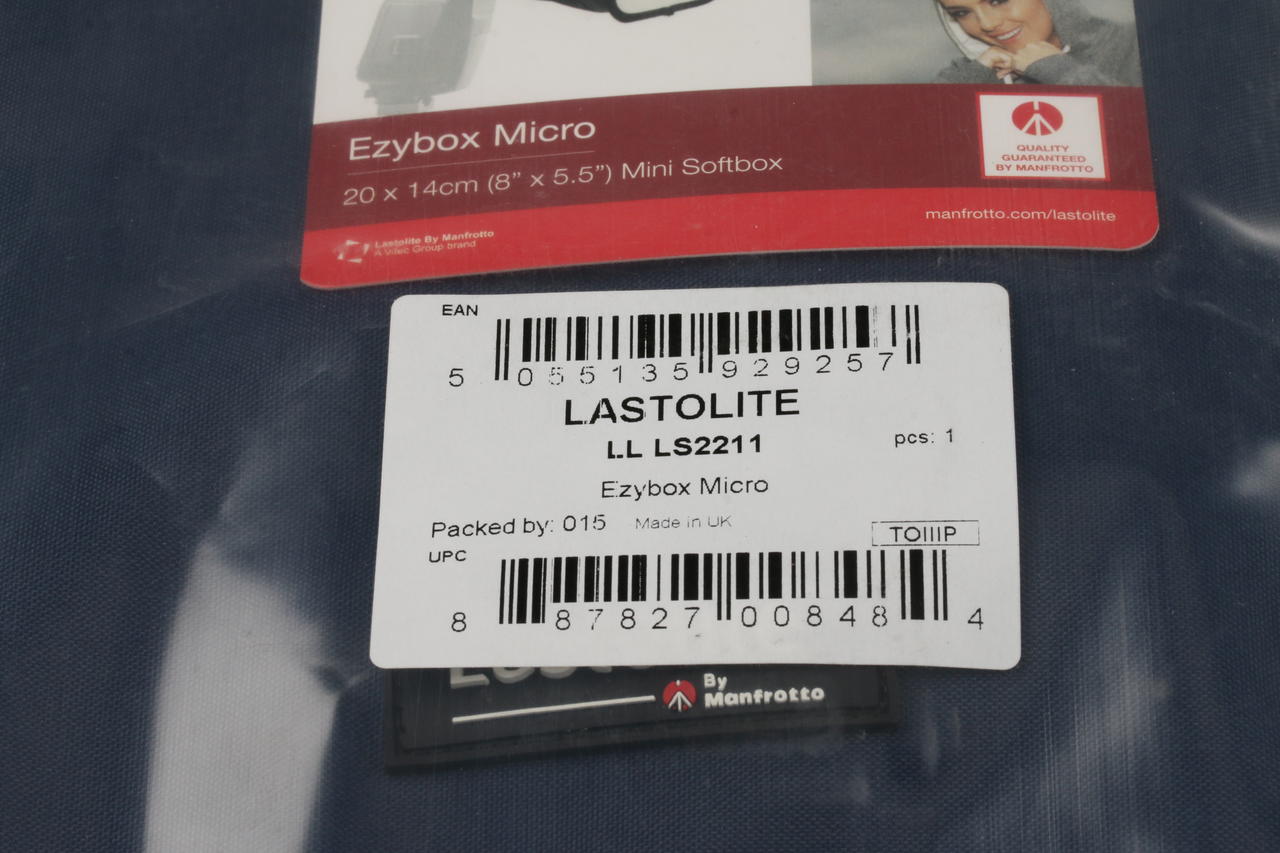 Ezybox Micro
20 x 14cm (8” x 5.5”) Mini Softbox
QUALITY
GUARANTEED
BY MANFROTTO
manfrotto.com/lastolite
Lastolite By Manfrotto
A Vitec Group brand
EAN
5 055135 929257
LASTOLITE
LL LS2211
pcs: 1
Ezybox Micro
Packed by: 015 Made in UK
TOIIIP
UPC
8 87827 00848 4
By
Manfrotto